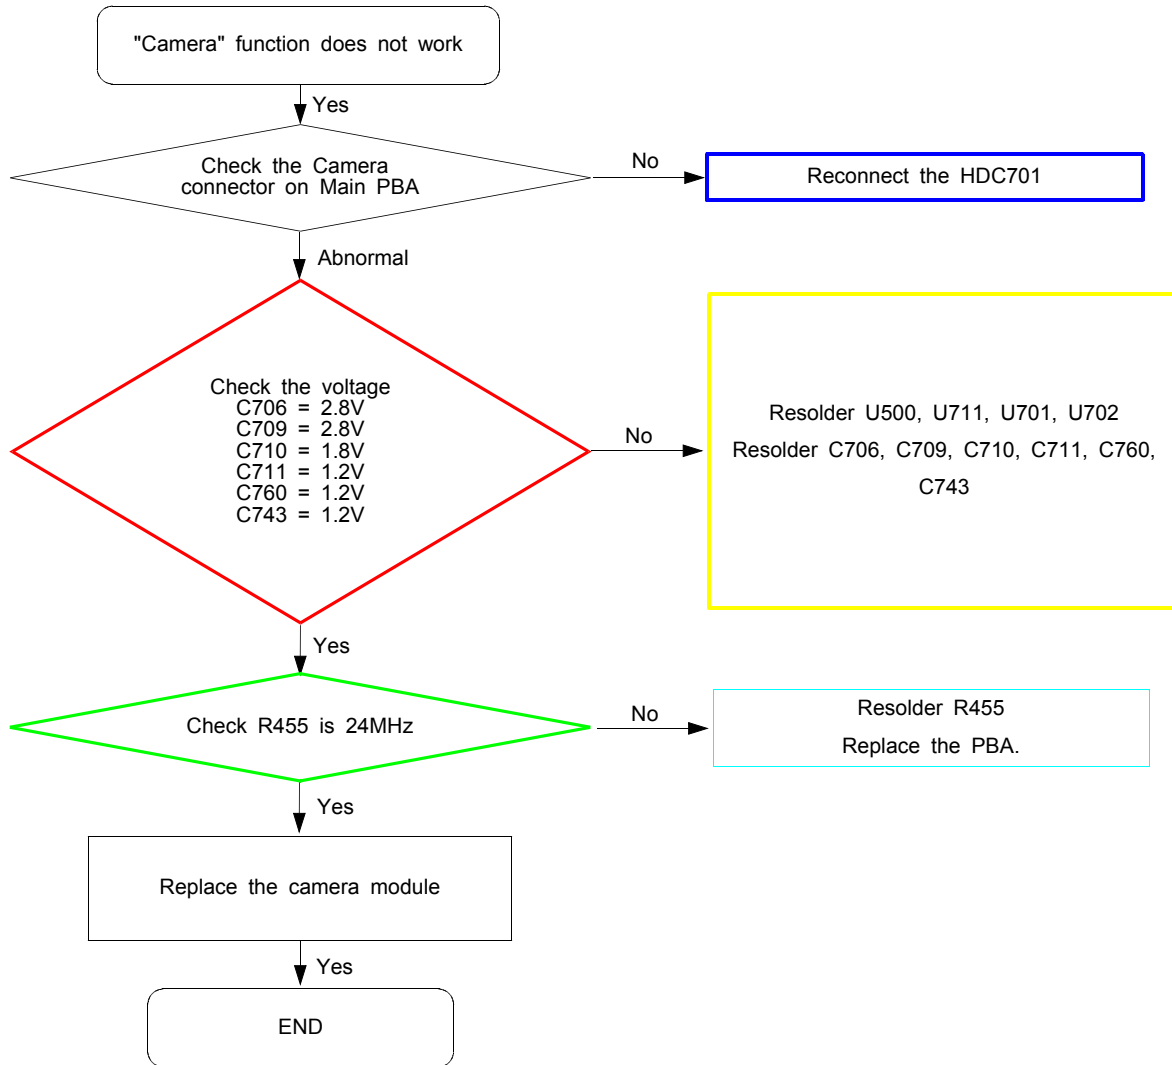 "Camera" function does not work
Yes
Check the Camera
connector on Main PBA
No
Reconnect the HDC701
Abnormal
Check the voltage
C706 = 2.8V
C709 = 2.8V
C710 = 1.8V
C711 = 1.2V
C760 = 1.2V
C743 = 1.2V
No
Resolder U500, U711, U701, U702
Resolder C706, C709, C710, C711, C760,
C743
Yes
Check R455 is 24MHz
No
Resolder R455
Replace the PBA.
Yes
Replace the camera module
Yes
END